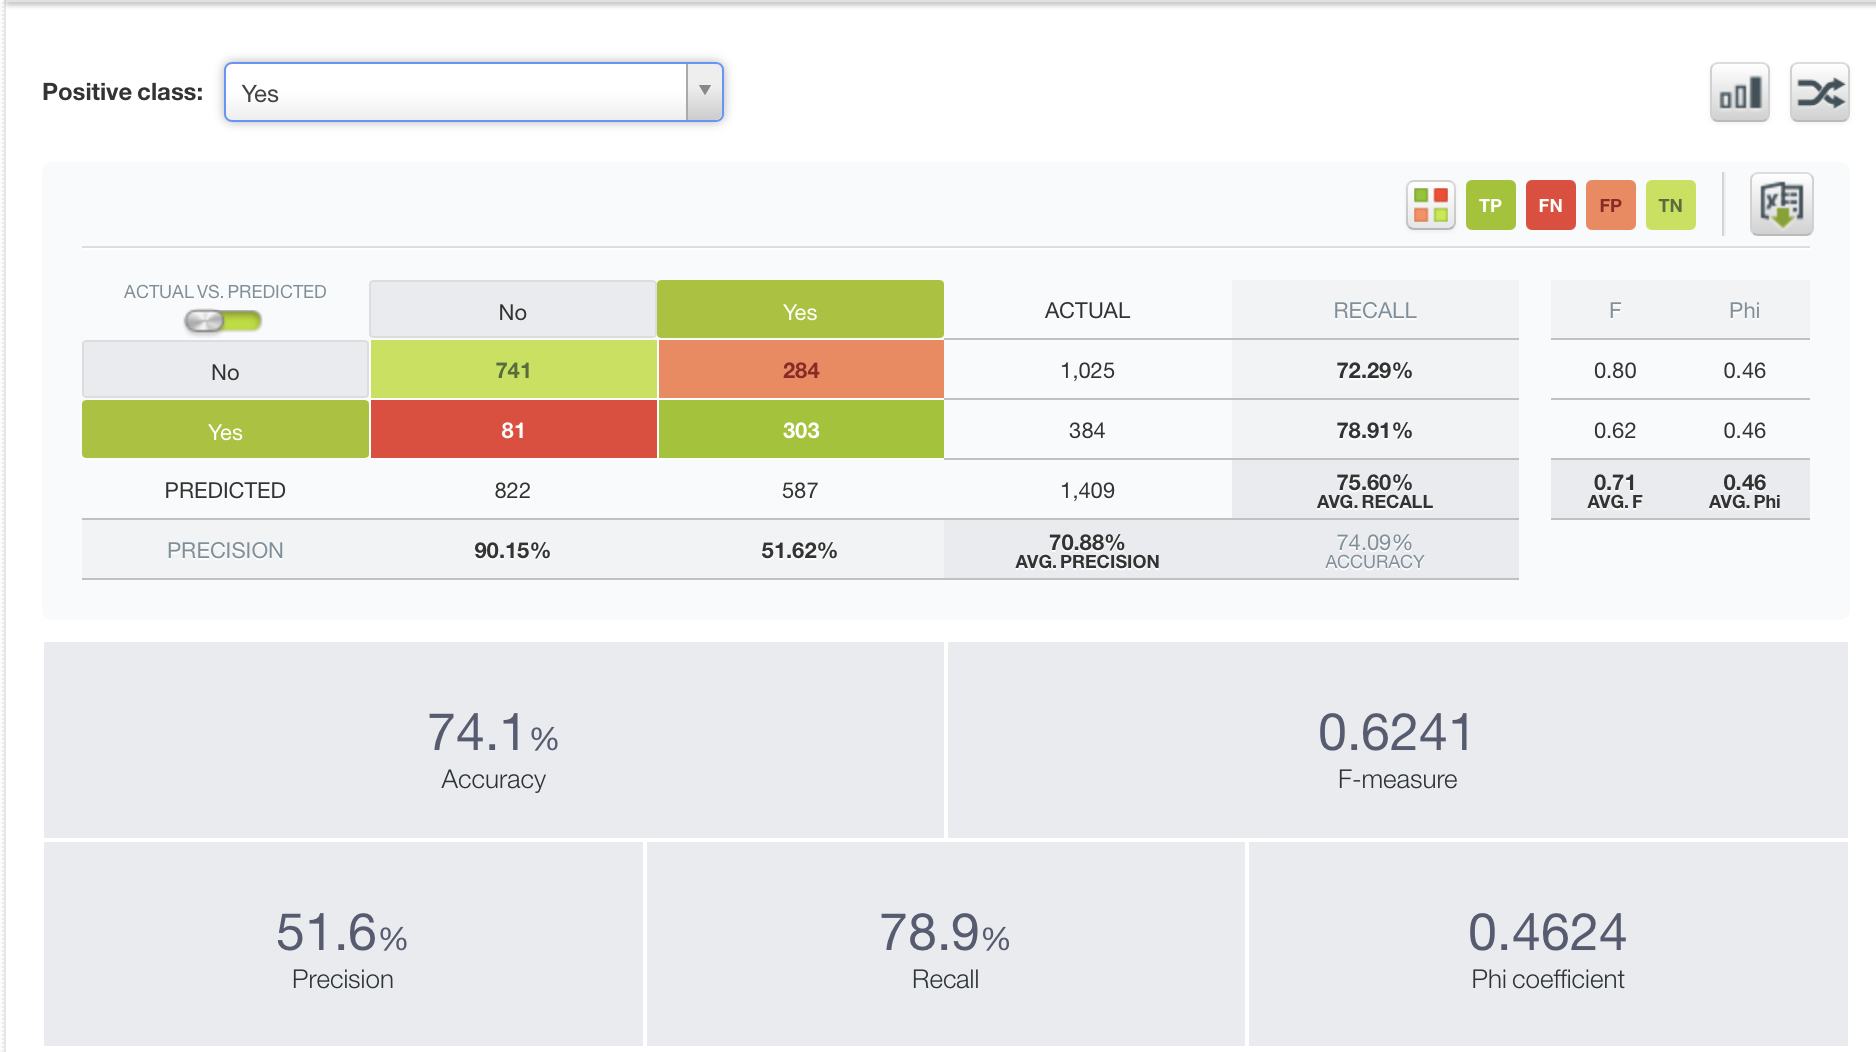 Positive class: Yes
TP FN FP TN
ACTUAL VS. PREDICTED No Yes ACTUAL RECALL F Phi
No 741 284 1,025 72.29% 0.80 0.46
Yes 81 303 384 78.91% 0.62 0.46
PREDICTED 822 587 1,409 75.60% 0.71 0.46
AVG. RECALL AVG. F AVG. Phi
PRECISION 90.15% 51.62% 70.88% 74.09%
AVG. PRECISION ACCURACY
74.1% 0.6241
Accuracy F-measure
51.6% 78.9% 0.4624
Precision Recall Phi coefficient